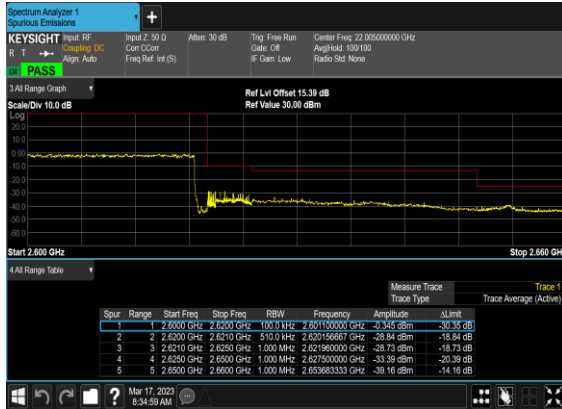 Spectrum Analyzer 1
Spurious Emissions
+
KEYSIGHT Input: RF Input Z: 50 Ω Atten: 30 dB Trig: Free Run Center Freq: 22.005000000 GHz
R T Coupling: DC Corr CCorr Gate: Off Avg|Hold: 100/100
Align: Auto Freq Ref: Int (S) IF Gain: Low Radio Std: None
PASS
3 All Range Graph
Ref Lvl Offset 15.39 dB
Scale/Div 10.0 dB Ref Value 30.00 dBm
Log
20.0
10.0
0.00
-10.0
-20.0
-30.0
-40.0
-50.0
-60.0
Start 2.600 GHz Stop 2.660 GH
4 All Range Table
Measure Trace Trace 1
Trace Type Trace Average (Active)
Spur Range Start Freq Stop Freq RBW Frequency Amplitude ΔLimit
1 1 2.6000 GHz 2.6200 GHz 100.0 kHz 2.601100000 GHz -0.345 dBm -30.35 dB
2 2 2.6200 GHz 2.6210 GHz 510.0 kHz 2.620156667 GHz -28.84 dBm -18.84 dB
3 3 2.6210 GHz 2.6250 GHz 1.000 MHz 2.621960000 GHz -28.73 dBm -18.73 dB
4 4 2.6250 GHz 2.6500 GHz 1.000 MHz 2.627500000 GHz -33.39 dBm -20.39 dB
5 5 2.6500 GHz 2.6600 GHz 1.000 MHz 2.653683333 GHz -39.16 dBm -14.16 dB
? Mar 17, 2023
8:34:59 AM